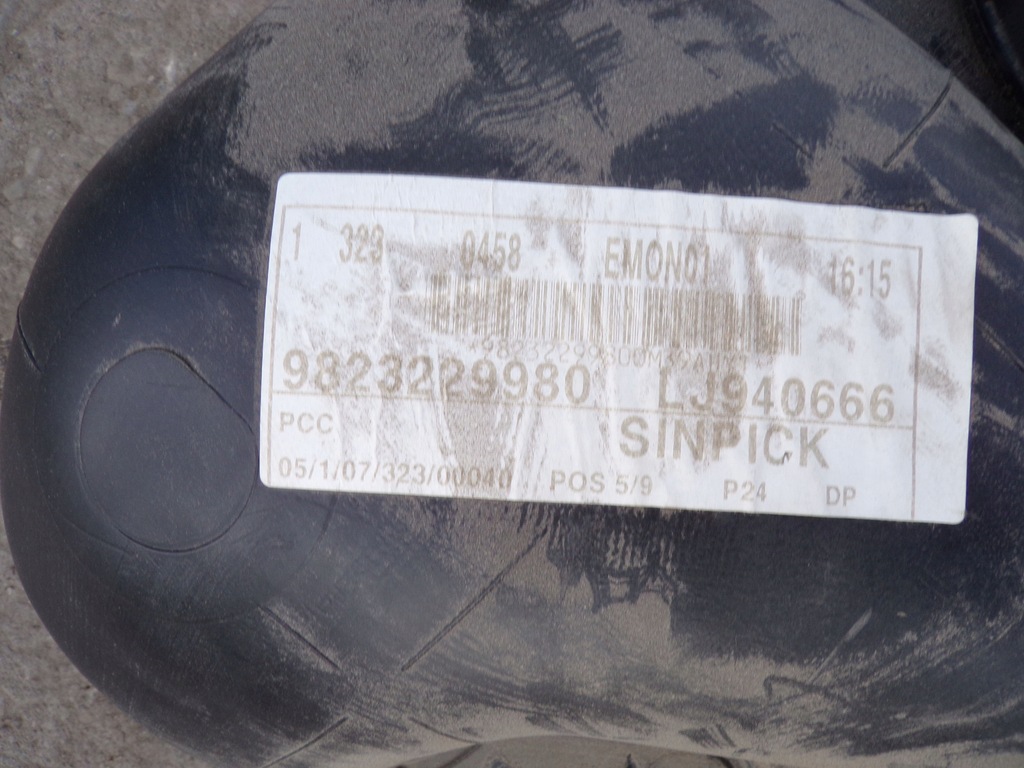 1 323 0458 EMON01 16:15
9823229980 LJ940666
PCC SINPICK
05/1/07/323/00040 POS 5/9 P24 DP